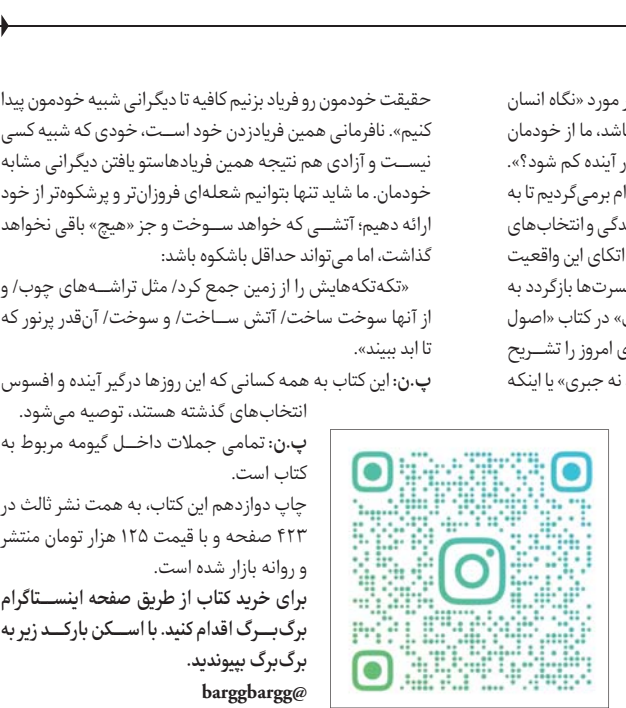 ر مورد «نگاه انسان
اشد، ما از خودمان
ر آینده کم شود؟».
ام برمی‌گردیم تا به
ندگی و انتخاب‌های
اتکای این واقعیت
سرت‌ها بازگردد به
ی» در کتاب «اصول
ی امروز را تشـــریح
نه جبری» یا اینکه
حقیقت خودمون رو فریاد بزنیم کافیه تا دیگرانی شبیه خودمون پیدا
کنیم». نافرمانی همین فریادزدن خود اســت، خودی که شبیه کسی
نیســت و آزادی هم نتیجه همین فریادهاستو یافتن دیگرانی مشابه
خودمان. ما شاید تنها بتوانیم شعله‌ای فروزان‌تر و پرشکوه‌تر از خود
ارائه دهیم؛ آتشــی که خواهد ســوخت و جز «هیچ» باقی نخواهد
گذاشت، اما می‌تواند حداقل باشکوه باشد:
«تکه‌تکه‌هایش را از زمین جمع کرد/ مثل تراشــه‌های چوب/ و
از آنها سوخت ساخت/ آتش ســاخت/ و سوخت/ آن‌قدر پرنور که
تا ابد ببیند».
پ.ن: این کتاب به همه کسانی که این روزها درگیر آینده و افسوس
انتخاب‌های گذشته هستند، توصیه می‌شود.
پ.ن: تمامی جملات داخــل گیومه مربوط به
کتاب است.
چاپ دوازدهم این کتاب، به همت نشر ثالث در
۴۲۳ صفحه و با قیمت ۱۲۵ هزار تومان منتشر
و روانه بازار شده است.
برای خرید کتاب از طریق صفحه اینســتاگرام
برگ‌بــرگ اقدام کنید. با اســکن بارکــد زیر به
برگ‌برگ بپیوندید.
@barggbargg